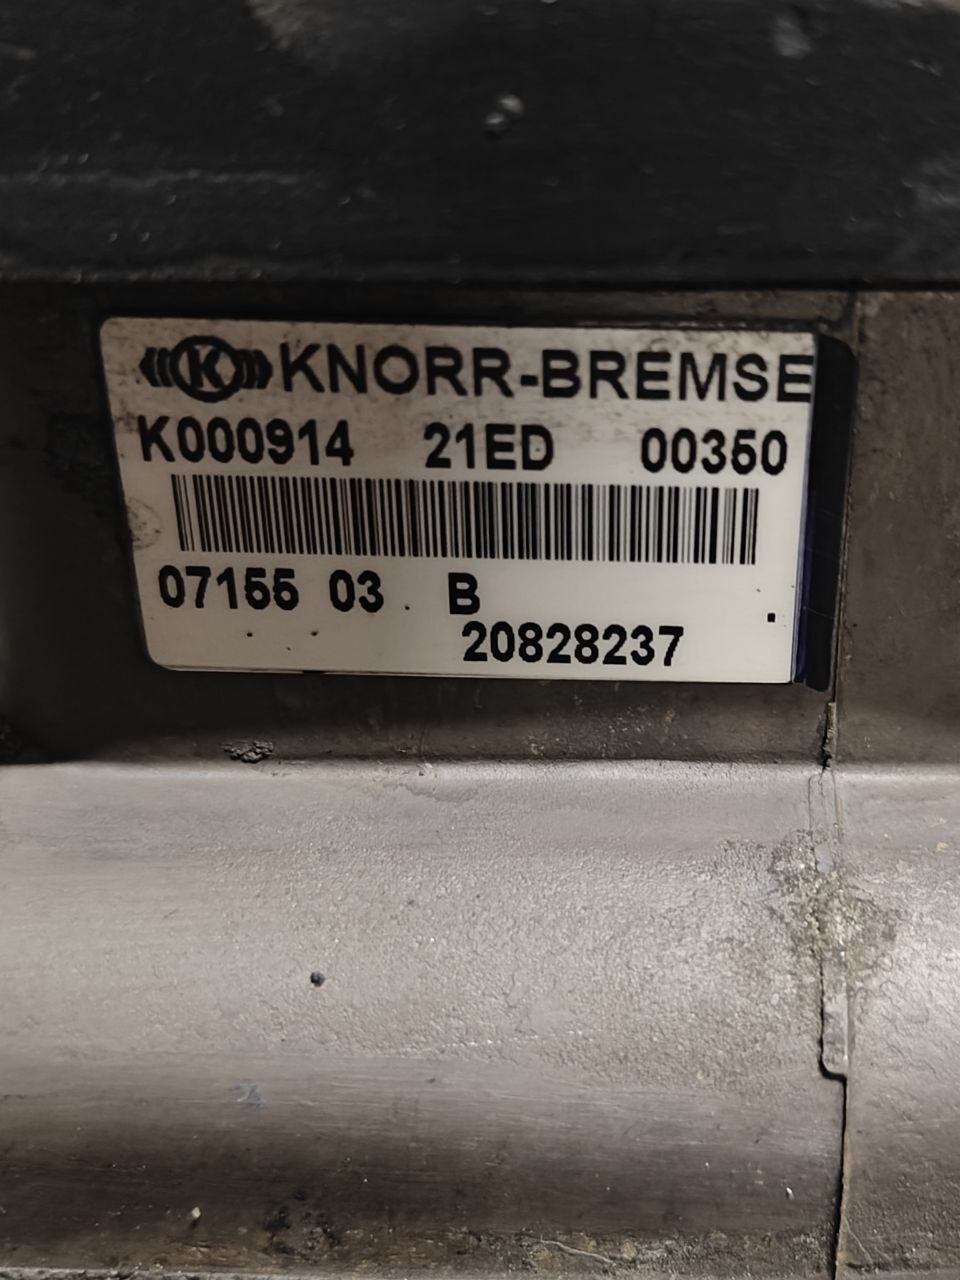 K KNORR-BREMSE
K000914 21ED 00350
07155 03 B
20828237